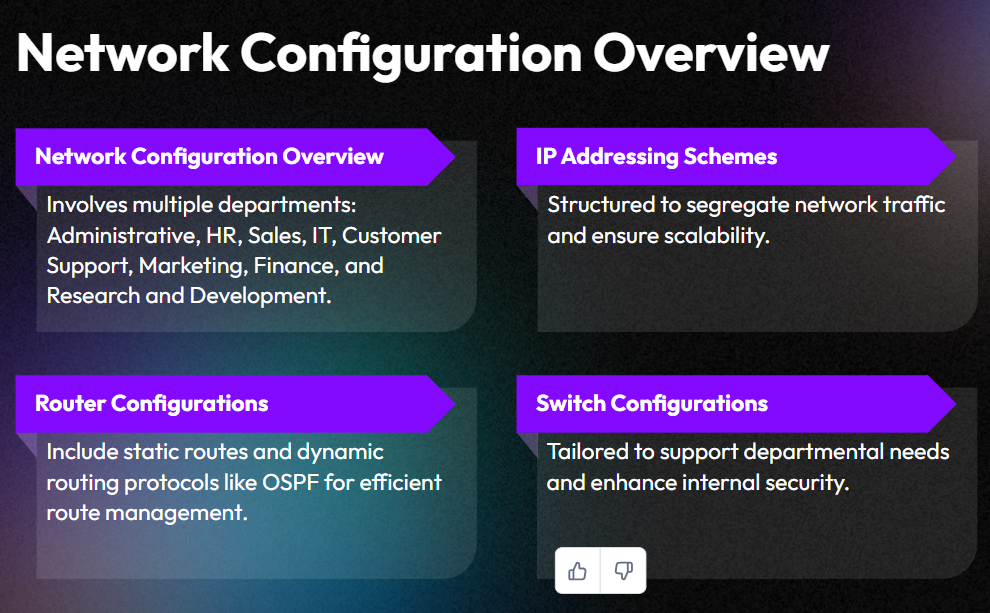 Network Configuration Overview
Network Configuration Overview
Involves multiple departments:
Administrative, HR, Sales, IT, Customer
Support, Marketing, Finance, and
Research and Development.
IP Addressing Schemes
Structured to segregate network traffic
and ensure scalability.
Router Configurations
Include static routes and dynamic
routing protocols like OSPF for efficient
route management.
Switch Configurations
Tailored to support departmental needs
and enhance internal security.